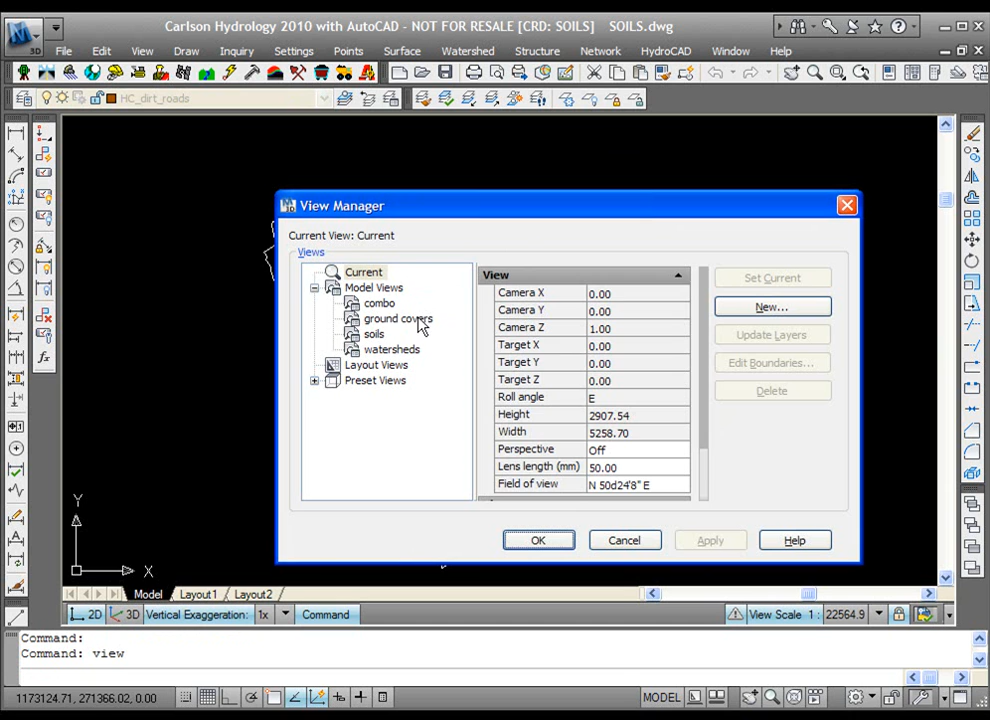 Carlson Hydrology 2010 with AutoCAD - NOT FOR RESALE [CRD: SOILS] SOILS.dwg
3D
File Edit View Draw Inquiry Settings Points Surface Watershed Structure Network HydroCAD Window Help
HC_dirt_roads
View Manager
Current View: Current
Views
Current
Model Views
combo
ground covers
soils
watersheds
Layout Views
Preset Views
View
Camera X 0.00
Camera Y 0.00
Camera Z 1.00
Target X 0.00
Target Y 0.00
Target Z 0.00
Roll angle E
Height 2907.54
Width 5258.70
Perspective Off
Lens length (mm) 50.00
Field of view N 50d24'8" E
Set Current
New...
Update Layers
Edit Boundaries...
Delete
OK Cancel Apply Help
Y
X
Model Layout1 Layout2
2D 3D Vertical Exaggeration: 1x Command View Scale 1: 22564.9
Command:
Command: view
1173124.71, 271366.02, 0.00 MODEL